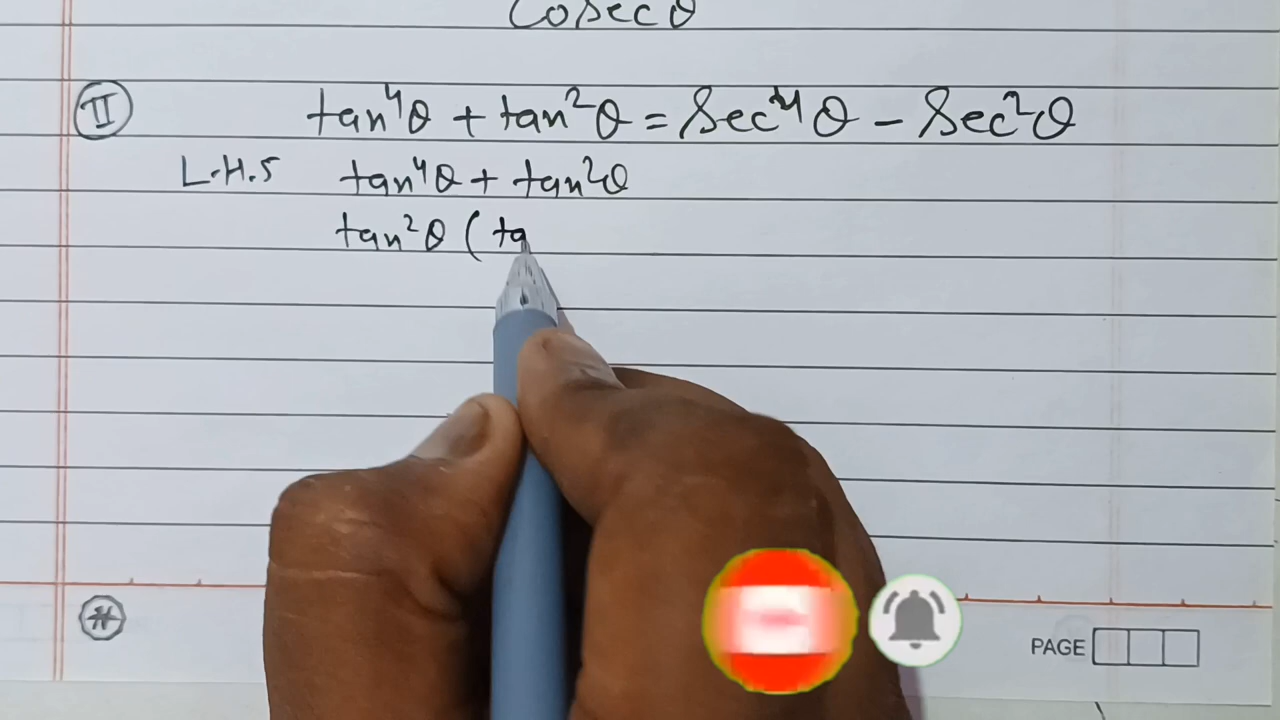 Cosecθ
II tan⁴θ + tan²θ = Sec⁴θ - Sec²θ
L.H.S tan⁴θ + tan²θ
tan²θ ( ta
PAGE